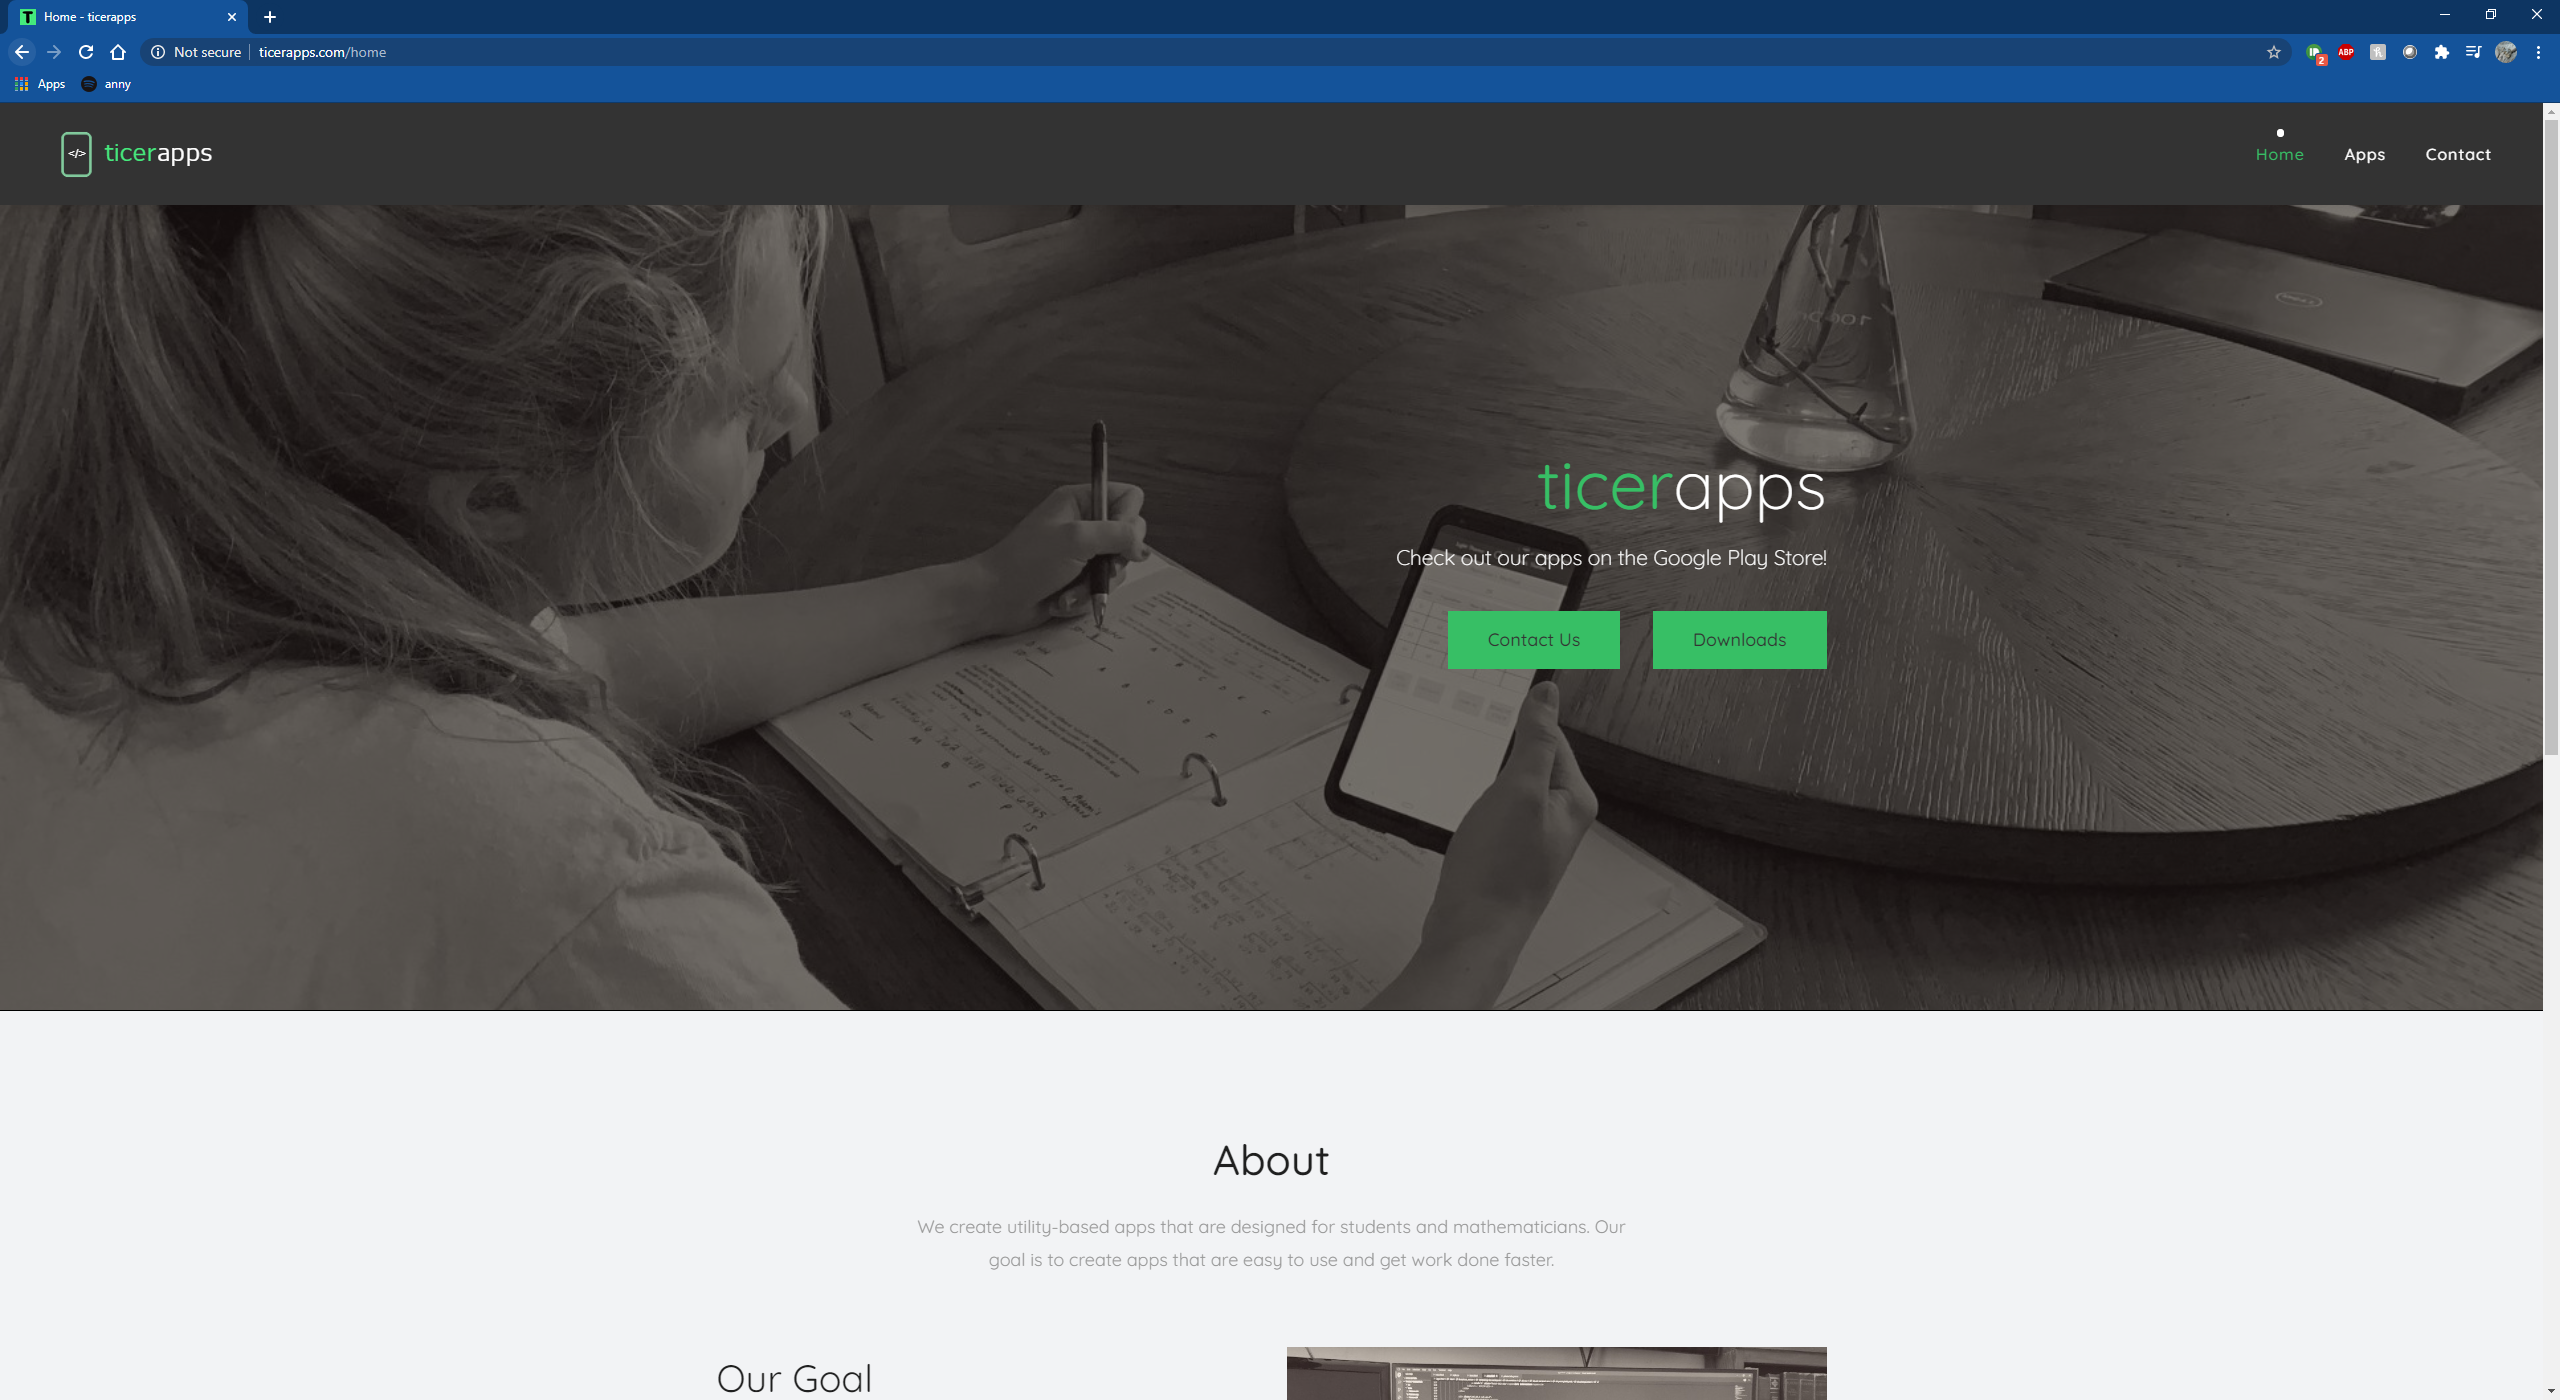 Home - ticerapps
Not secure
ticerapps.com/home
2
ABP
Apps
anny
</>
ticerapps
Home
Apps
Contact
DELL
ticerapps
Check out our apps on the Google Play Store!
Contact Us
Downloads
About
We create utility-based apps that are designed for students and mathematicians. Our
goal is to create apps that are easy to use and get work done faster.
Our Goal